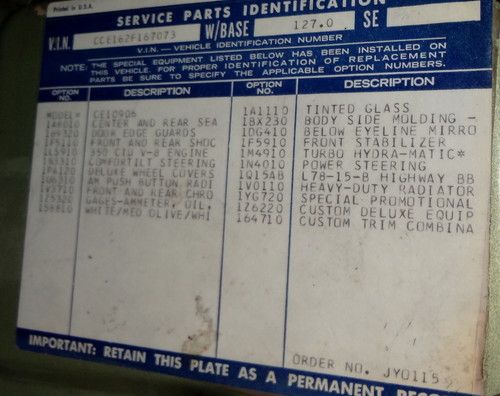 Printed in U.S.A.
SERVICE PARTS IDENTIFICATION
V.I.N. CCE162F167073 W/BASE 127.0 SE
V.I.N. – VEHICLE IDENTIFICATION NUMBER
NOTE: THE SPECIAL EQUIPMENT LISTED BELOW HAS BEEN INSTALLED ON
THIS VEHICLE. FOR PROPER IDENTIFICATION OF REPLACEMENT
PARTS BE SURE TO SPECIFY THE APPLICABLE OPTION NUMBERS.
OPTION NO. DESCRIPTION OPTION NO. DESCRIPTION
MODEL= CE10906 1A1110 TINTED GLASS
CENTER AND REAR SEA 1BX230 BODY SIDE MOLDING -
DOOR EDGE GUARDS 1DG410 - BELOW EYELINE MIRRO
1F5110 FRONT AND REAR SHOC 1F5910 FRONT STABILIZER
350 CID V-8 ENGINE 1M4910 TURBO HYDRA-MATIC*
COMFORTILT STEERING 1N4010 POWER STEERING
DELUXE WHEEL COVERS 1Q15AB L78-15-B HIGHWAY BB
AM PUSH BUTTON RADI 1V0110 HEAVY-DUTY RADIATOR
FRONT AND REAR CHRO 1YG720 SPECIAL PROMOTIONAL
GAGES-AMMETER, OIL, 1Z6220 CUSTOM DELUXE EQUIP
WHITE/MED OLIVE/WHI 164710 CUSTOM TRIM COMBINA
ORDER NO. JY0115
IMPORTANT: RETAIN THIS PLATE AS A PERMANENT